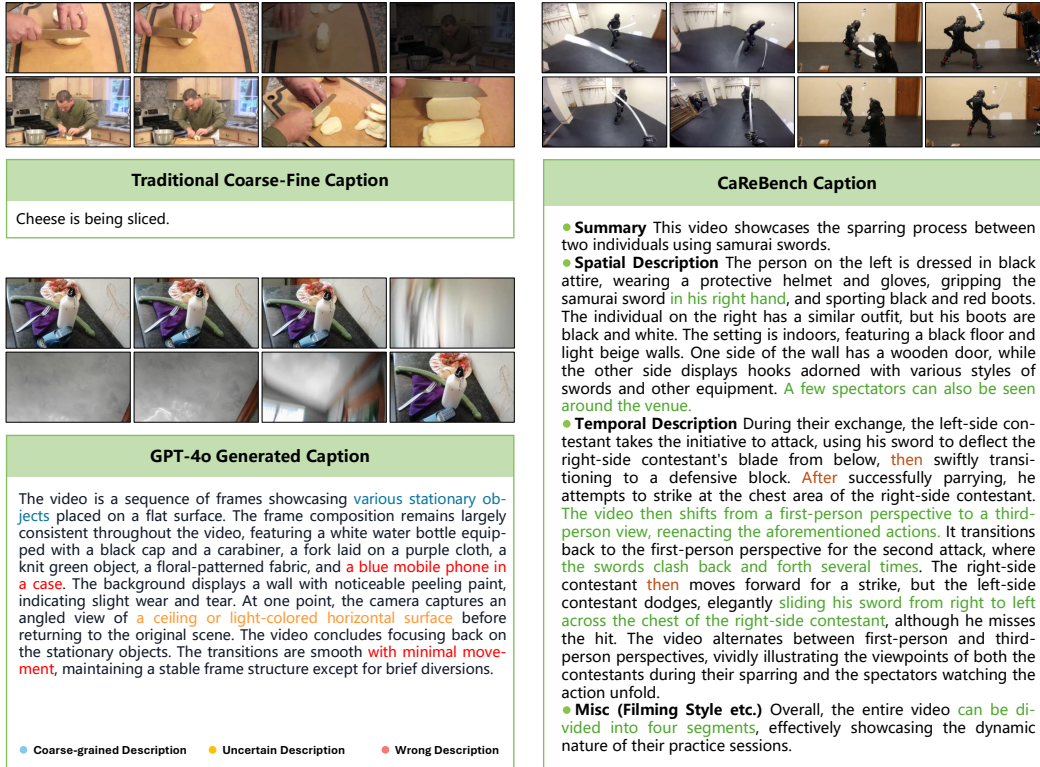 Traditional Coarse-Fine Caption
Cheese is being sliced.
GPT-4o Generated Caption
The video is a sequence of frames showcasing various stationary ob-
jects placed on a flat surface. The frame composition remains largely
consistent throughout the video, featuring a white water bottle equip-
ped with a black cap and a carabiner, a fork laid on a purple cloth, a
knit green object, a floral-patterned fabric, and a blue mobile phone in
a case. The background displays a wall with noticeable peeling paint,
indicating slight wear and tear. At one point, the camera captures an
angled view of a ceiling or light-colored horizontal surface before
returning to the original scene. The video concludes focusing back on
the stationary objects. The transitions are smooth with minimal move-
ment, maintaining a stable frame structure except for brief diversions.
Coarse-grained Description
Uncertain Description
Wrong Description
CaReBench Caption
Summary This video showcases the sparring process between
two individuals using samurai swords.
Spatial Description The person on the left is dressed in black
attire, wearing a protective helmet and gloves, gripping the
samurai sword in his right hand, and sporting black and red boots.
The individual on the right has a similar outfit, but his boots are
black and white. The setting is indoors, featuring a black floor and
light beige walls. One side of the wall has a wooden door, while
the other side displays hooks adorned with various styles of
swords and other equipment. A few spectators can also be seen
around the venue.
Temporal Description During their exchange, the left-side con-
testant takes the initiative to attack, using his sword to deflect the
right-side contestant's blade from below, then swiftly transi-
tioning to a defensive block. After successfully parrying, he
attempts to strike at the chest area of the right-side contestant.
The video then shifts from a first-person perspective to a third-
person view, reenacting the aforementioned actions. It transitions
back to the first-person perspective for the second attack, where
the swords clash back and forth several times. The right-side
contestant then moves forward for a strike, but the left-side
contestant dodges, elegantly sliding his sword from right to left
across the chest of the right-side contestant, although he misses
the hit. The video alternates between first-person and third-
person perspectives, vividly illustrating the viewpoints of both the
contestants during their sparring and the spectators watching the
action unfold.
Misc (Filming Style etc.) Overall, the entire video can be di-
vided into four segments, effectively showcasing the dynamic
nature of their practice sessions.